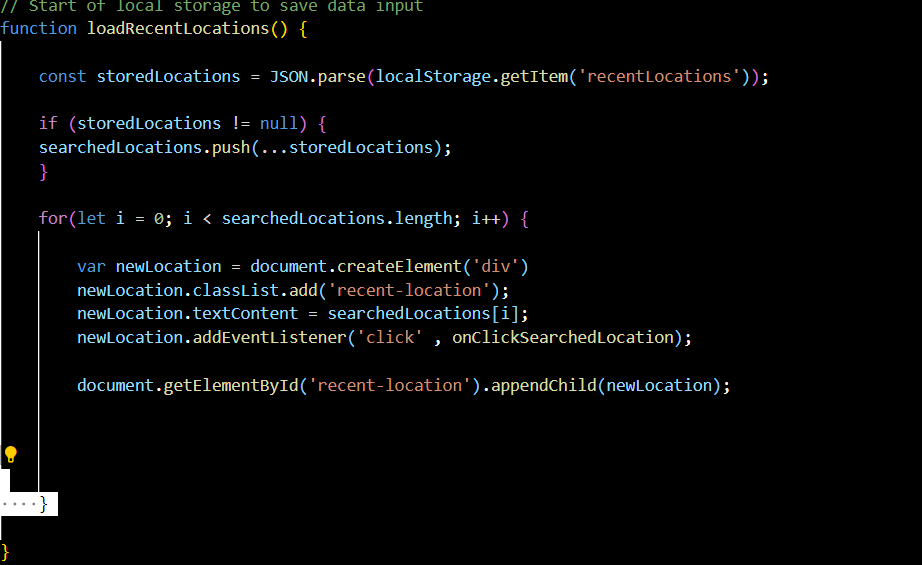 // Start of local storage to save data input
function loadRecentLocations() {
const storedLocations = JSON.parse(localStorage.getItem('recentLocations'));
if (storedLocations != null) {
searchedLocations.push(...storedLocations);
}
for(let i = 0; i < searchedLocations.length; i++) {
var newLocation = document.createElement('div')
newLocation.classList.add('recent-location');
newLocation.textContent = searchedLocations[i];
newLocation.addEventListener('click' , onClickSearchedLocation);
document.getElementById('recent-location').appendChild(newLocation);
}
}